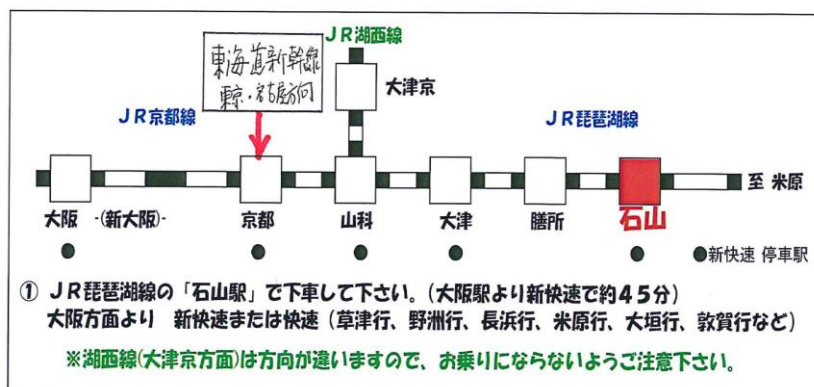 JR湖西線
東海道新幹線
東京・名古屋方向
大津京
JR京都線
JR琵琶湖線
至 米原
大阪 -(新大阪)- 京都 山科 大津 膳所 石山
●新快速 停車駅
① JR琵琶湖線の「石山駅」で下車して下さい。(大阪駅より新快速で約45分)
大阪方面より 新快速または快速(草津行、野洲行、長浜行、米原行、大垣行、敦賀行など)
※湖西線(大津京方面)は方向が違いますので、お乗りにならないようご注意下さい。